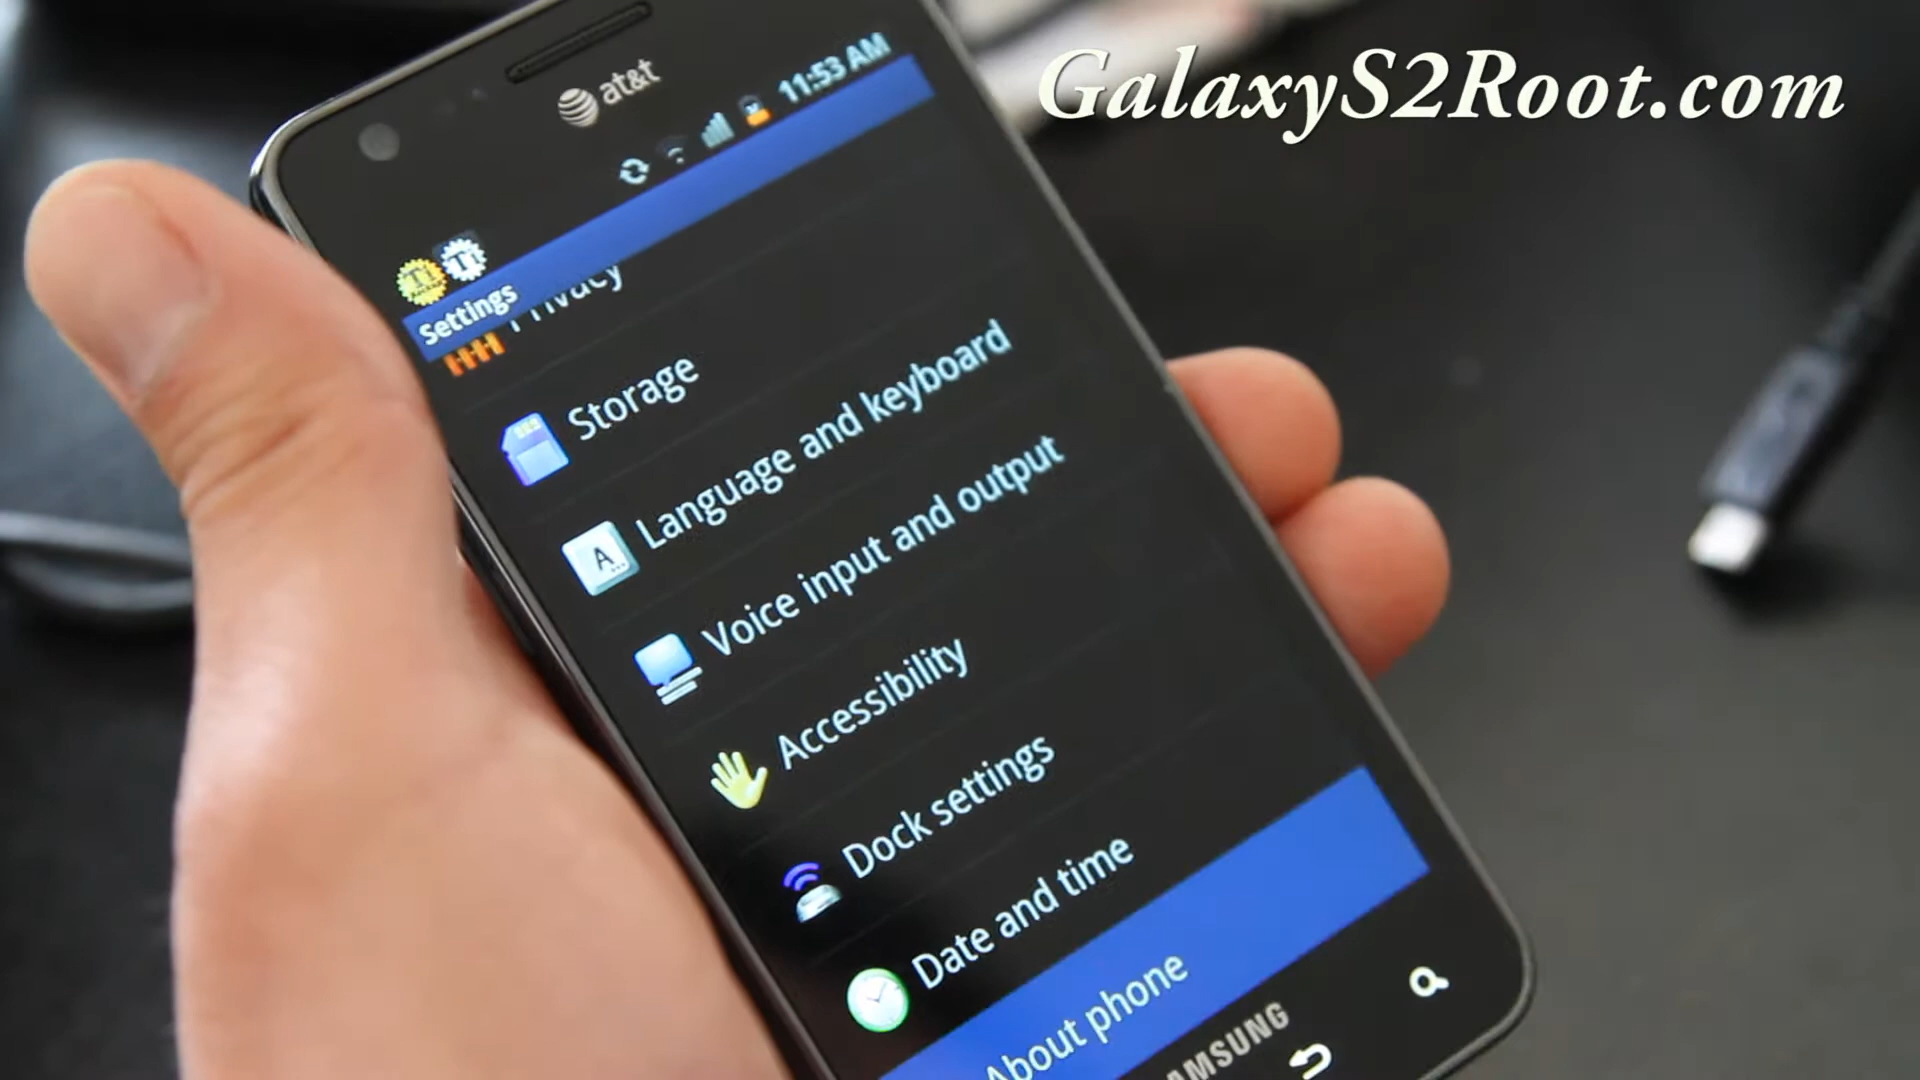 GalaxyS2Root.com
at&t
11:53 AM
Settings
Privacy
Storage
Language and keyboard
Voice input and output
Accessibility
Dock settings
Date and time
About phone
SAMSUNG